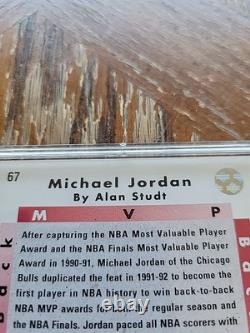 67
Michael Jordan
By Alan Studt
M V P
After capturing the NBA Most Valuable Player
Award and the NBA Finals Most Valuable Player
Award in 1990-91, Michael Jordan of the Chicago
Bulls duplicated the feat in 1991-92 to become the
first player in NBA history to win back-to-back
NBA MVP awards for both regular season and
the NBA Finals. Jordan paced all NBA scorers with